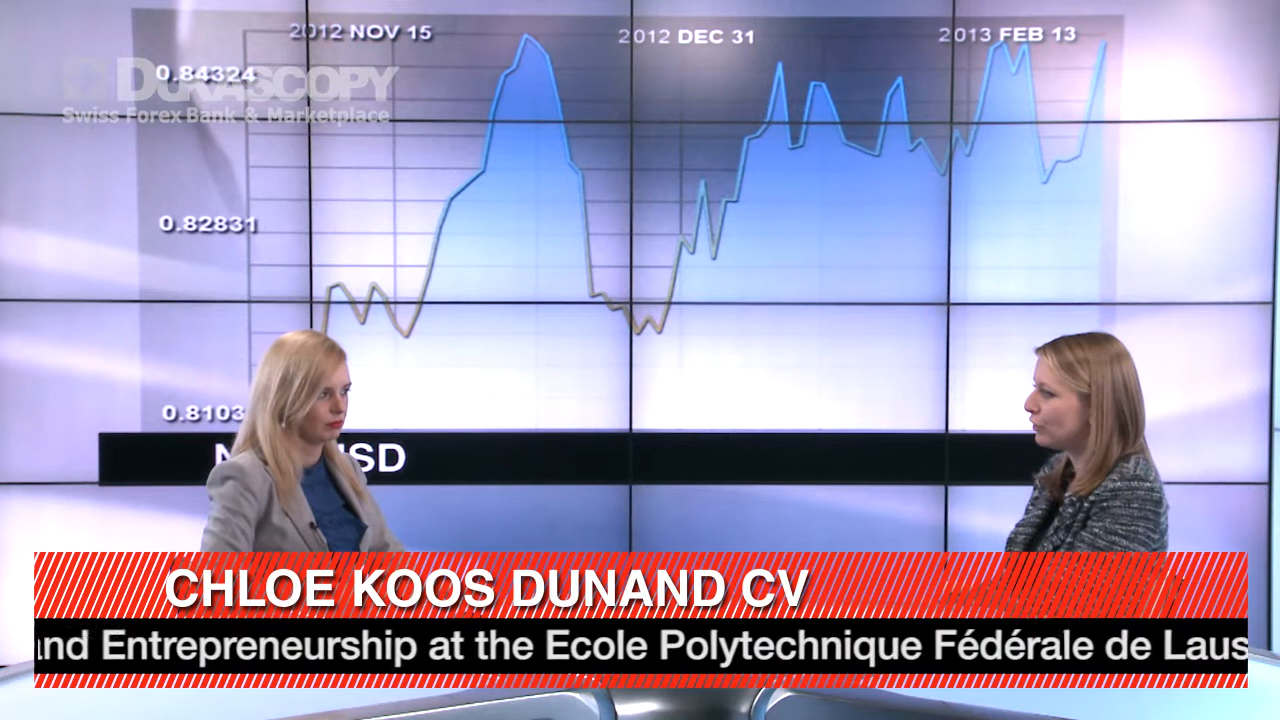 2012 NOV 15
2012 DEC 31
2013 FEB 13
0.84324
DUKASCOPY
Swiss Forex Bank & Marketplace
0.82831
0.8103
SD
CHLOE KOOS DUNAND CV
and Entrepreneurship at the Ecole Polytechnique Fédérale de Laus